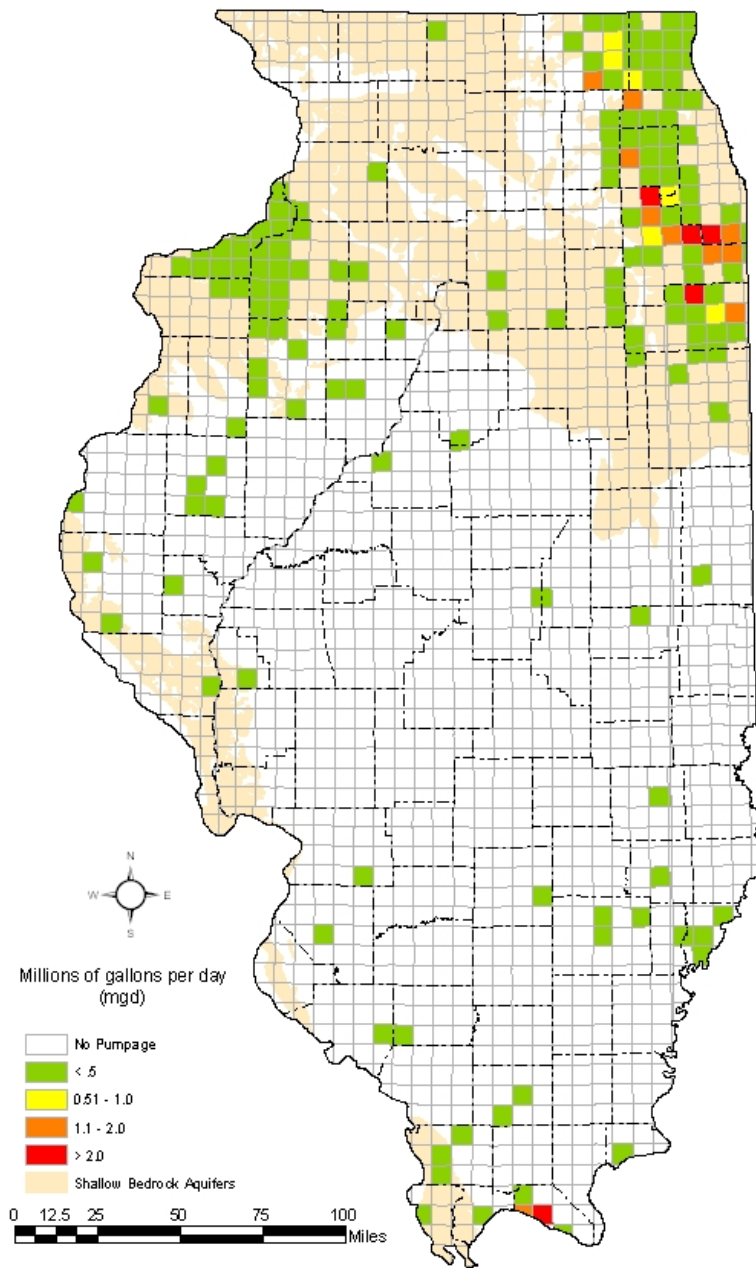 N
W E
S
Millions of gallons per day
(mgd)
No Pumpage
< .5
0.51 - 1.0
1.1 - 2.0
> 2.0
Shallow Bedrock Aquifers
0 12.5 25 50 75 100
Miles